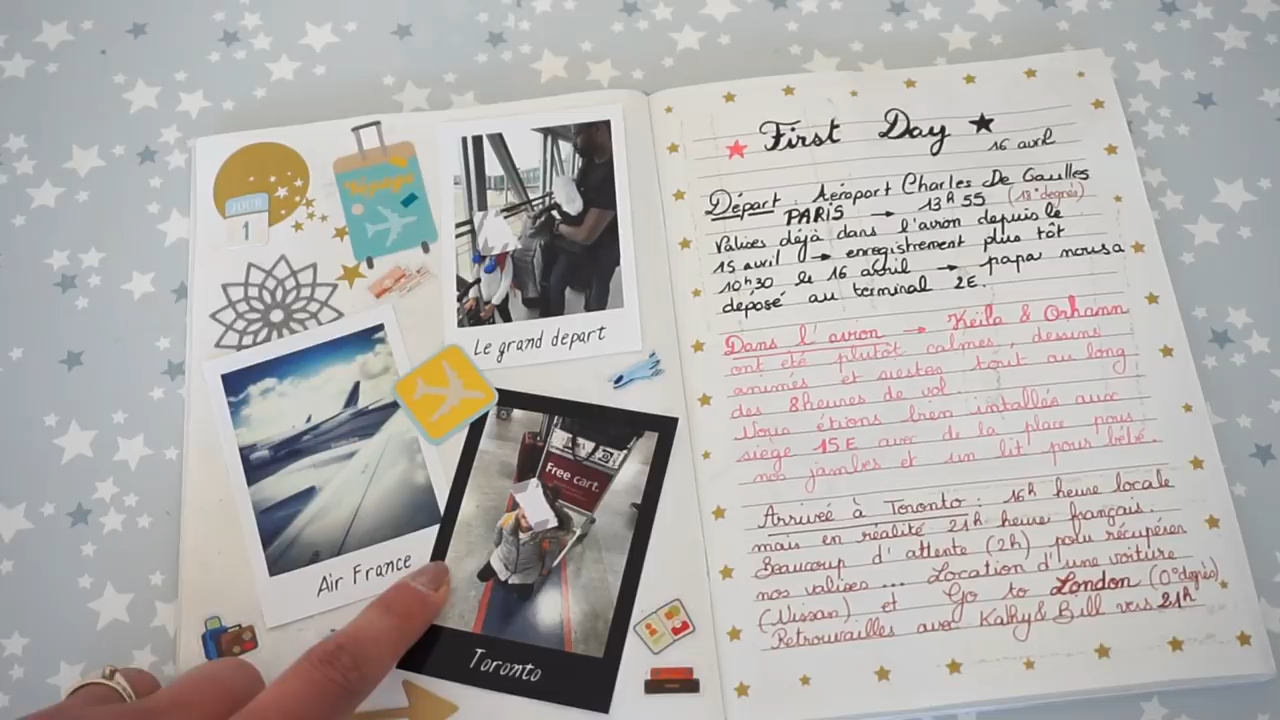 JOUR
1
Voyage
Le grand depart
Air France
Free cart.
Toronto
First Day
16 avril
Départ : Aéroport Charles De Gaulles
PARIS → 13h55 (18°degrés)
Valises déjà dans l'avion depuis le
15 avril → enregistrement plus tôt
10h30 le 16 avril → papa nous a
déposé au terminal 2E.
Dans l'avion → Keïla & Orhann
ont été plutôt calmes, dessins
animés et siestes tout au long
des 8heures de vol
Nous étions bien intallés aux
siège 15E avec de la place pour
nos jambes et un lit pour bébé.
Arriveé à Toronto : 16h heure locale
mais en réalité 21h heure français.
Beaucoup d'attente (2h) pour récupérer
nos valises ... Location d'une voiture
(Nissan) et Go to London (0°degrés)
Retrouvailles avec Kathy & Bill vers 21h